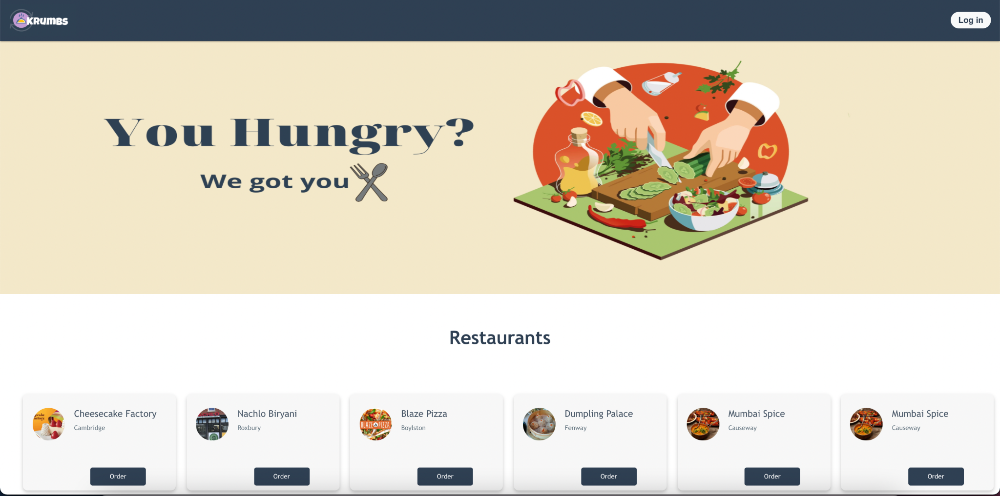 KRUMBS
Log in
You Hungry?
We got you
Restaurants
Cheesecake Factory
Cambridge
Order
Nachlo Biryani
Roxbury
Order
BLAZE PIZZA
Blaze Pizza
Boylston
Order
Dumpling Palace
Fenway
Order
Mumbai Spice
Causeway
Order
Mumbai Spice
Causeway
Order